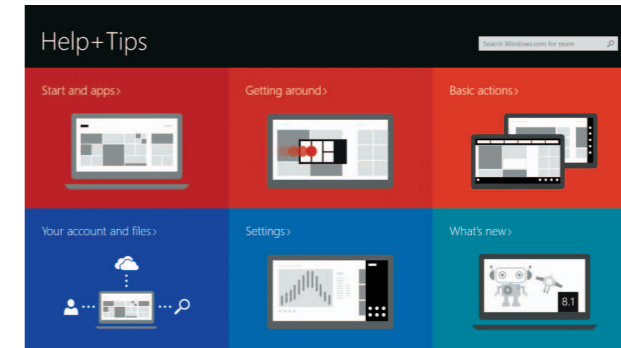 Help+Tips
Search Windows.com for more
Start and apps>
Getting around>
Basic actions>
Your account and files>
Settings>
What's new>
8.1